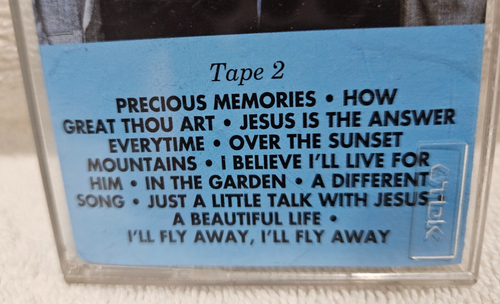 Tape 2
PRECIOUS MEMORIES • HOW
GREAT THOU ART • JESUS IS THE ANSWER
EVERYTIME • OVER THE SUNSET
MOUNTAINS • I BELIEVE I'LL LIVE FOR
HIM • IN THE GARDEN • A DIFFERENT
SONG • JUST A LITTLE TALK WITH JESUS
A BEAUTIFUL LIFE •
I'LL FLY AWAY, I'LL FLY AWAY